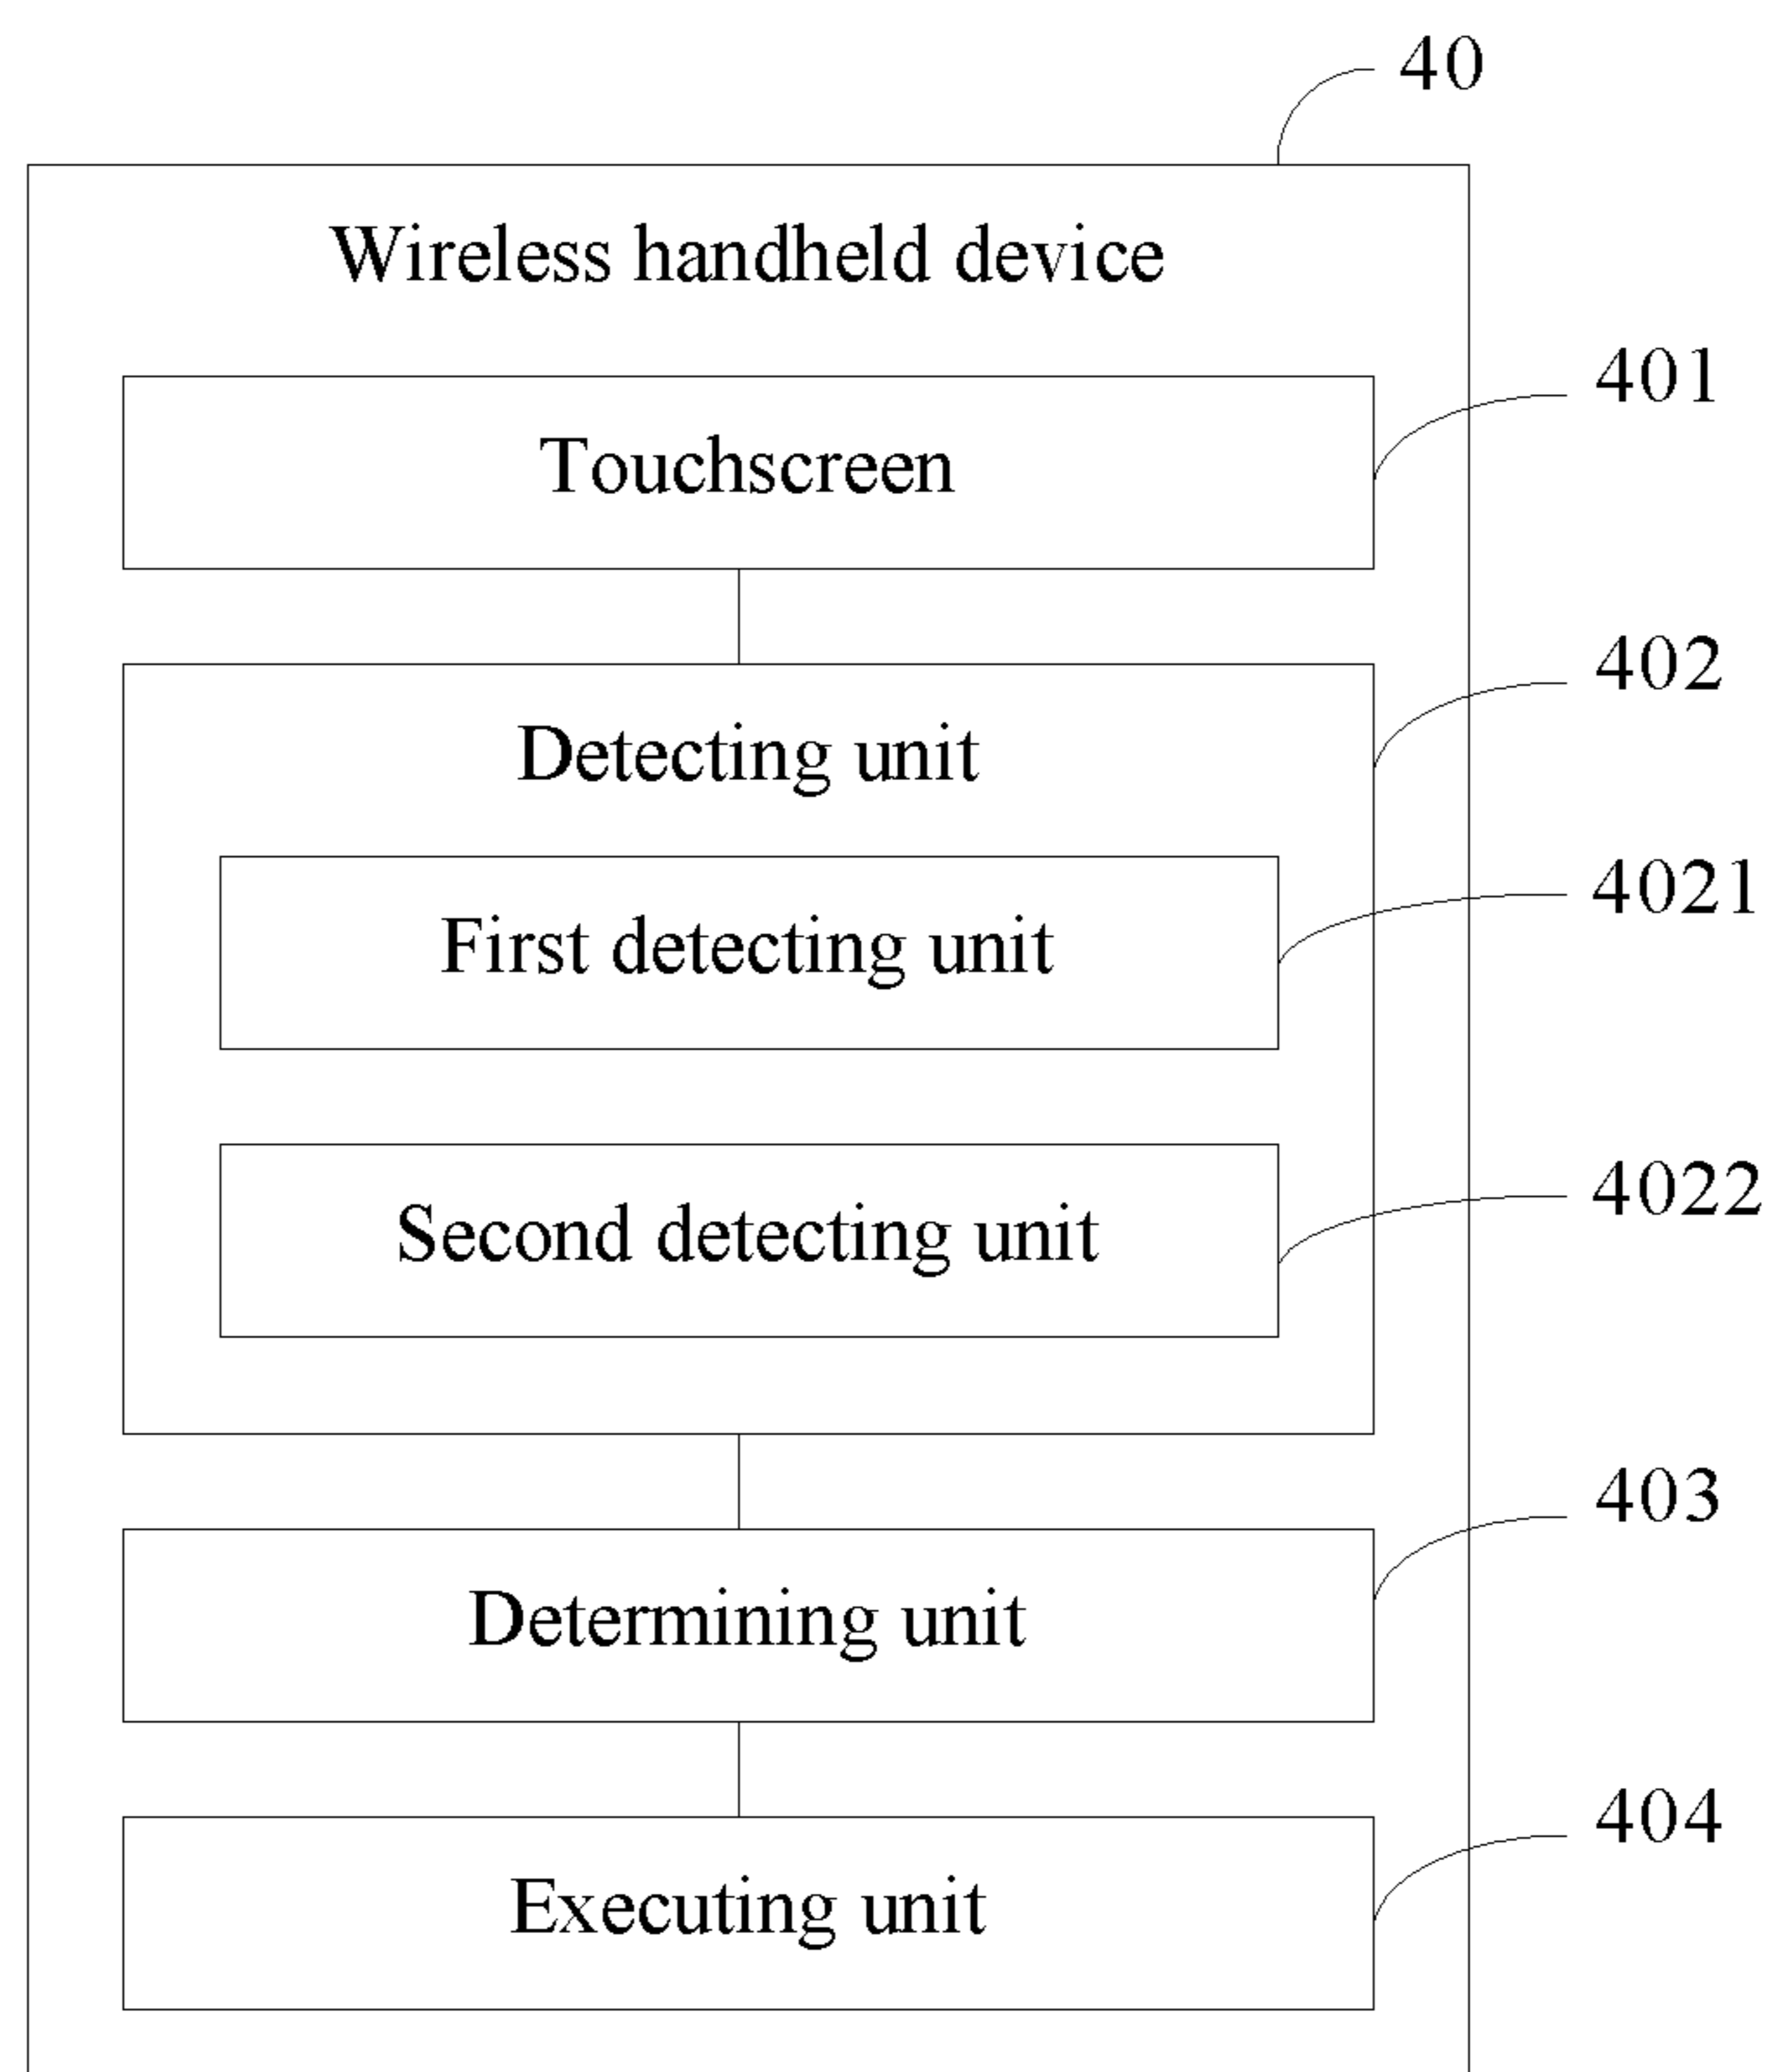 40
Wireless handheld device
401
Touchscreen
402
Detecting unit
4021
First detecting unit
4022
Second detecting unit
403
Determining unit
404
Executing unit